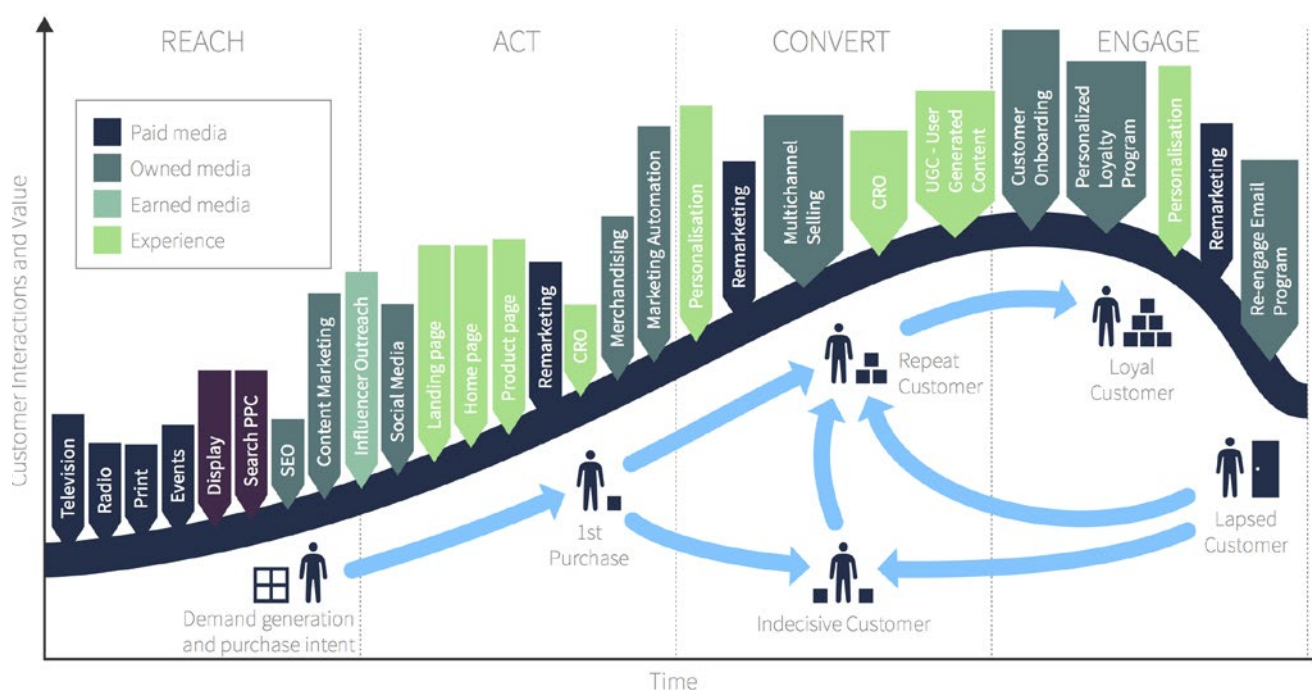 REACH
ACT
CONVERT
ENGAGE
Paid media
Owned media
Earned media
Experience
Customer Interactions and Value
Television
Radio
Print
Events
Display
Search PPC
SEO
Content Marketing
Influencer Outreach
Social Media
Landing page
Home page
Product page
Remarketing
CRO
Merchandising
Marketing Automation
Personalisation
Remarketing
Multichannel
Selling
CRO
UGC - User
Generated
Content
Customer
Onboarding
Personalized
Loyalty
Program
Personalisation
Remarketing
Re-engage Email
Program
Demand generation
and purchase intent
1st
Purchase
Repeat
Customer
Indecisive Customer
Loyal
Customer
Lapsed
Customer
Time